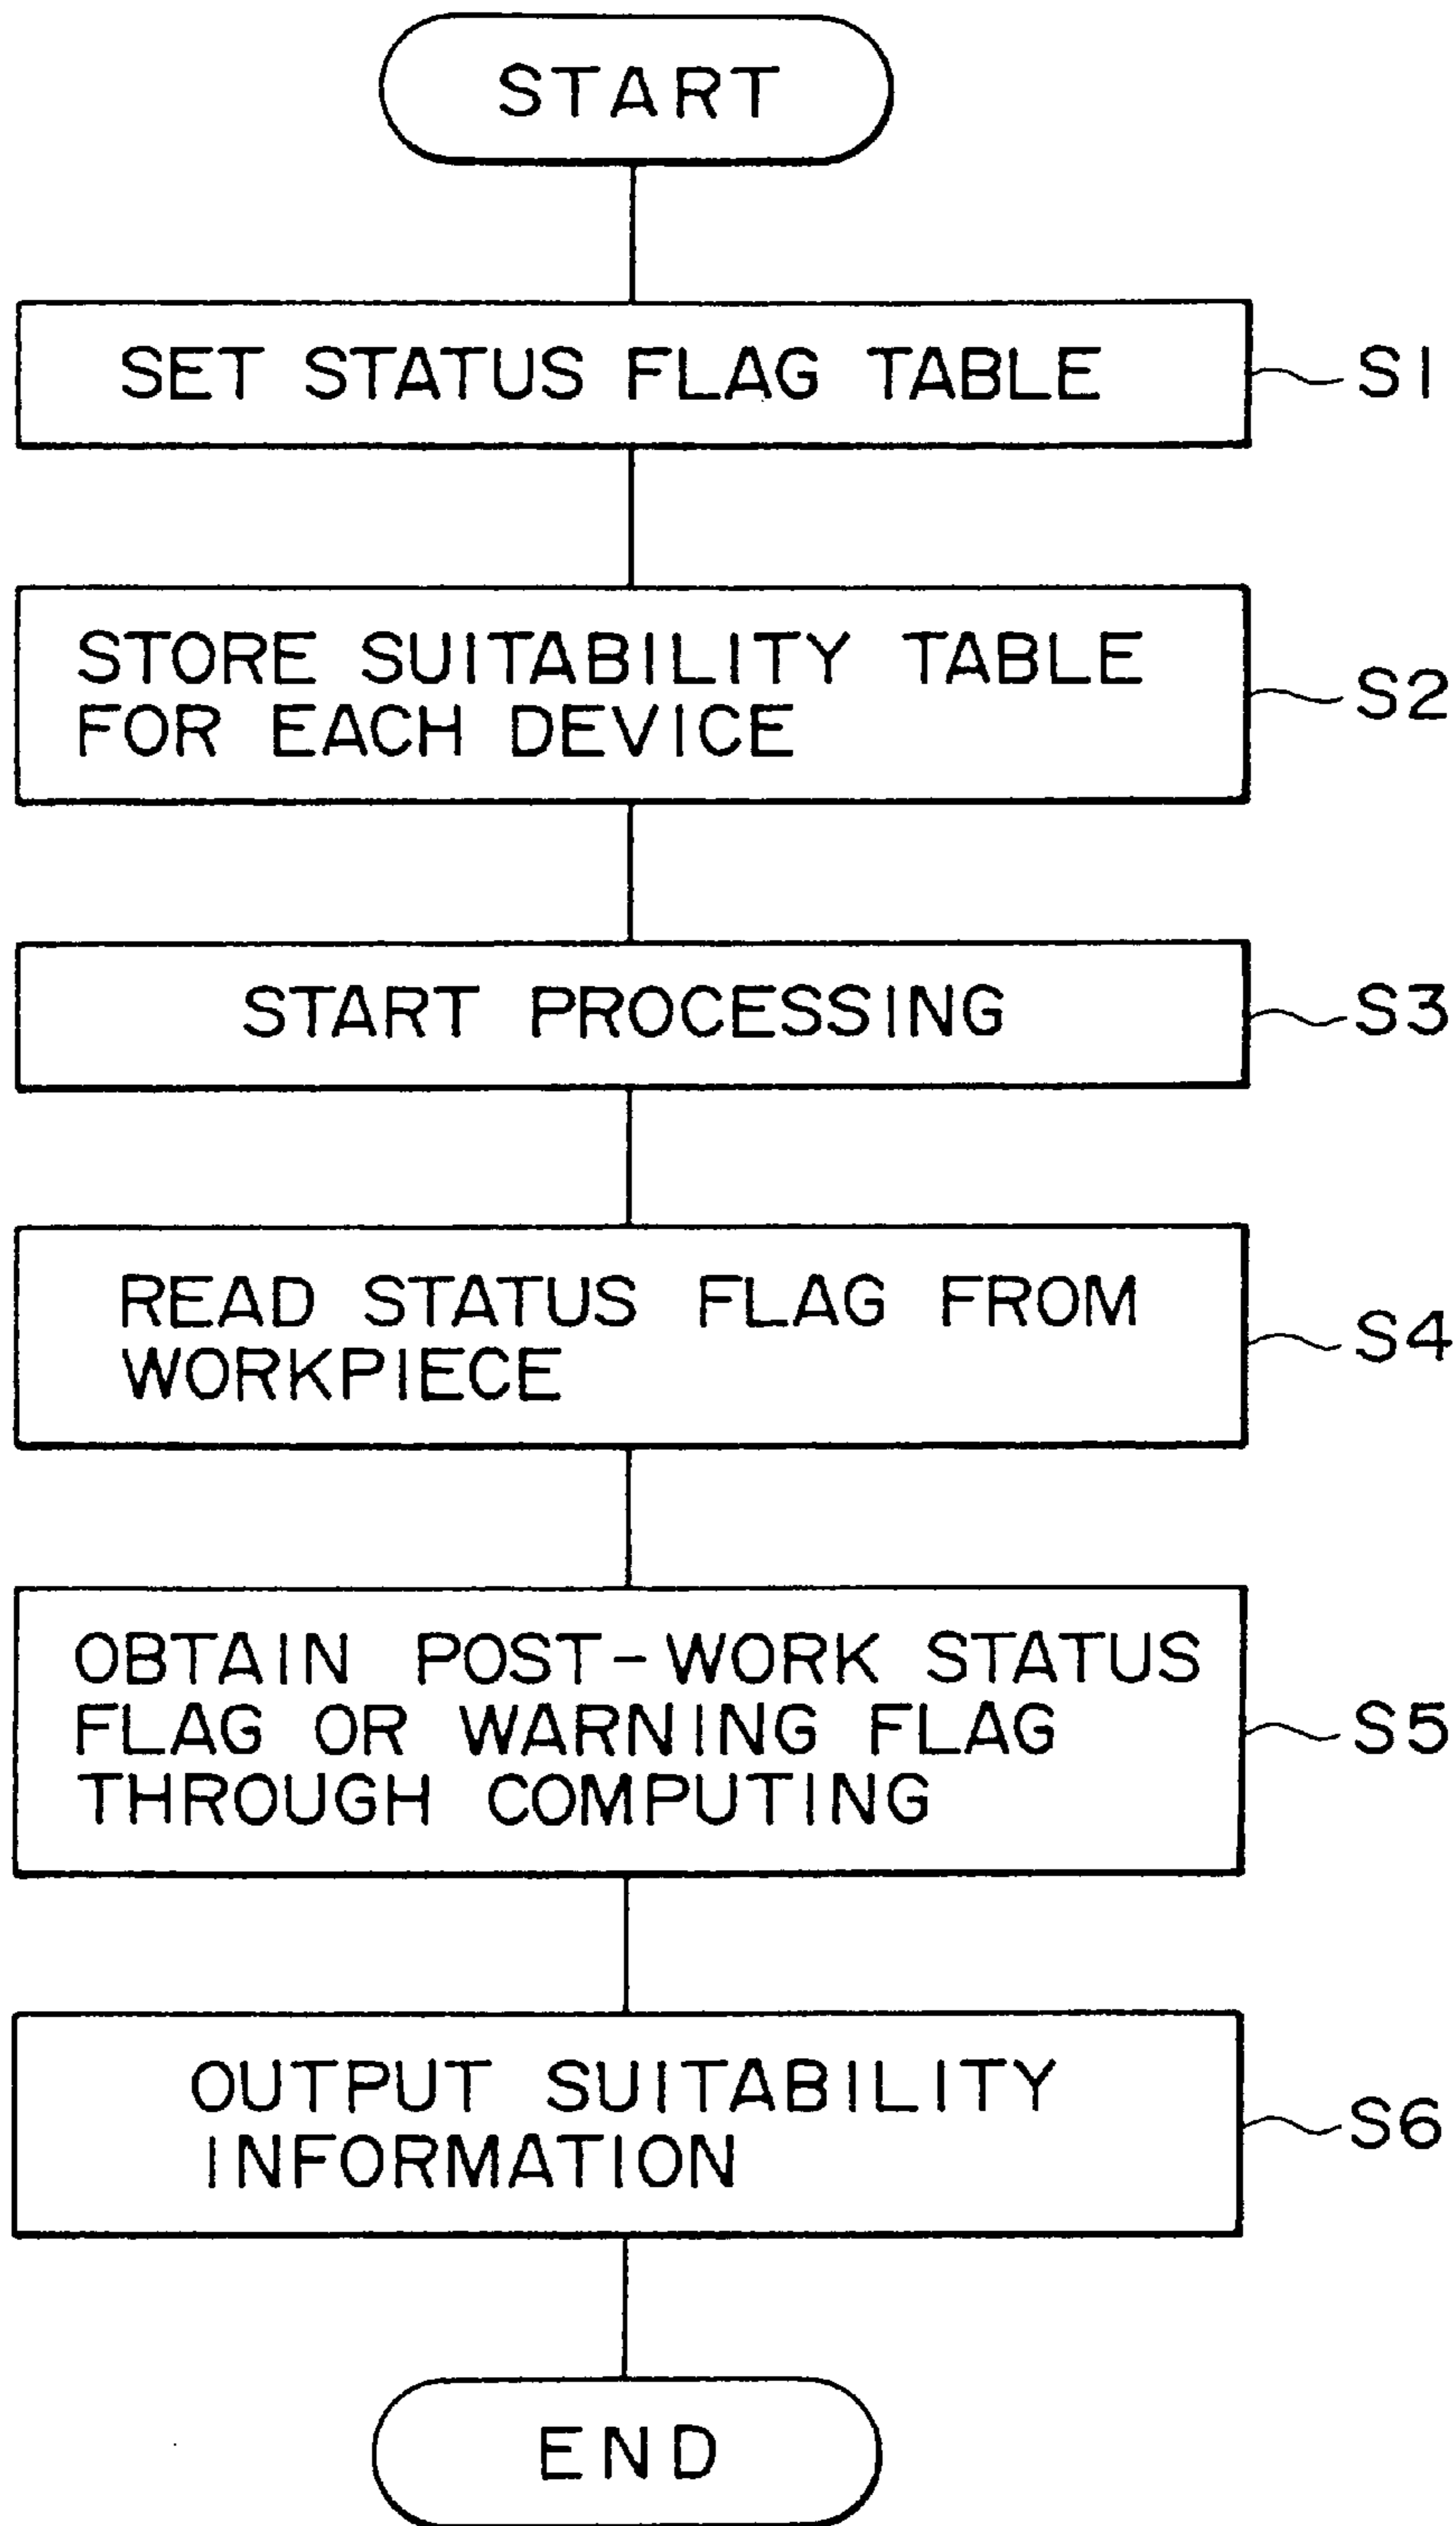 START
SET STATUS FLAG TABLE
S1
STORE SUITABILITY TABLE
FOR EACH DEVICE
S2
START PROCESSING
S3
READ STATUS FLAG FROM
WORKPIECE
S4
OBTAIN POST-WORK STATUS
FLAG OR WARNING FLAG
THROUGH COMPUTING
S5
OUTPUT SUITABILITY
INFORMATION
S6
END